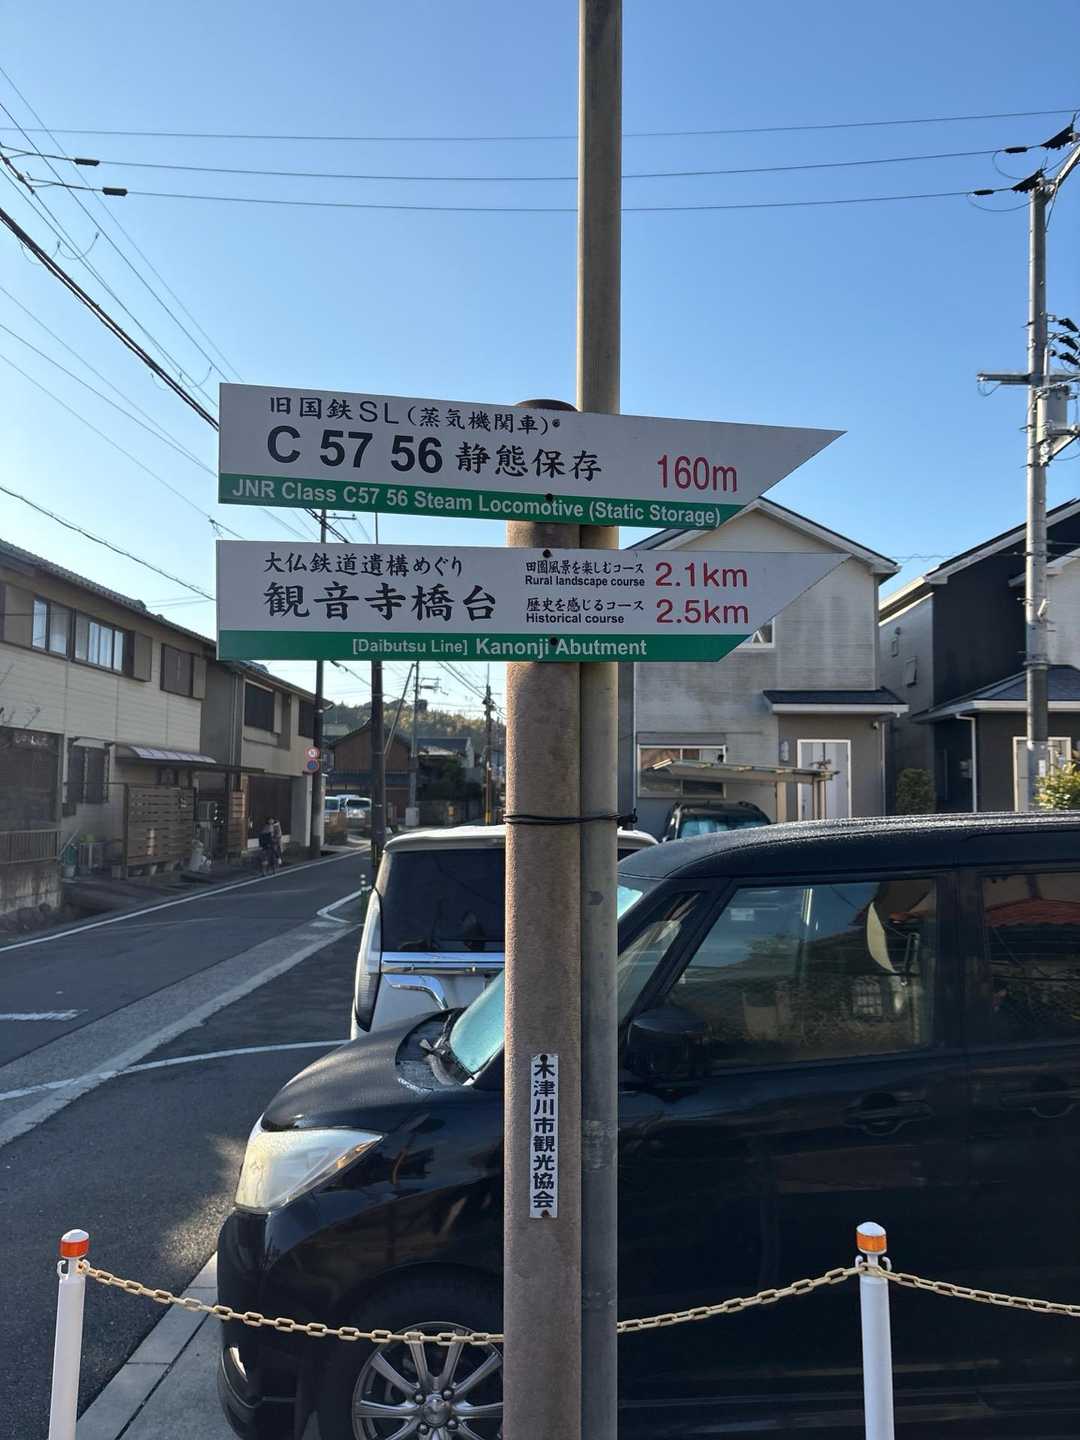 旧国鉄SL(蒸気機関車)
C 57 56 静態保存 160m
JNR Class C57 56 Steam Locomotive (Static Storage)
大仏鉄道遺構めぐり
観音寺橋台
田園風景を楽しむコース 2.1km
Rural landscape course
歴史を感じるコース 2.5km
Historical course
[Daibutsu Line] Kanonji Abutment
木津川市観光協会